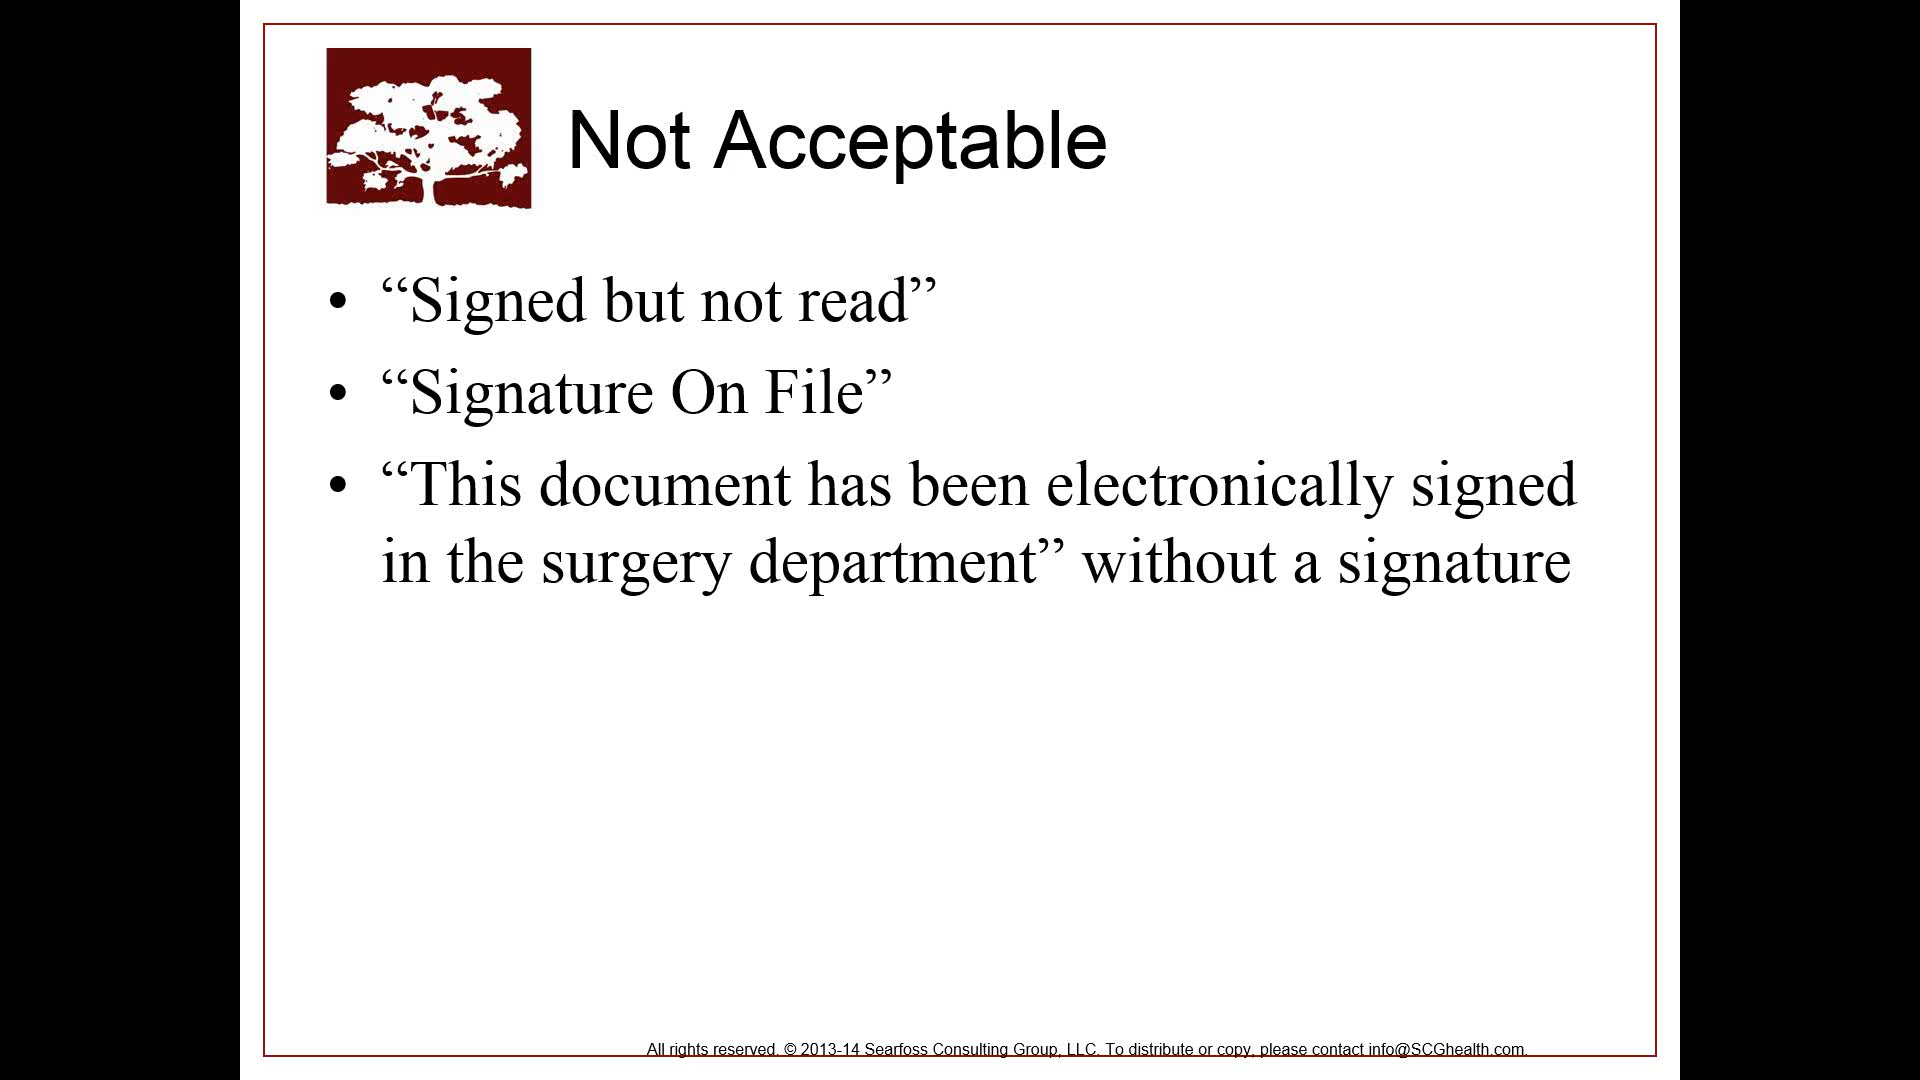 Not Acceptable
• “Signed but not read”
• “Signature On File”
• “This document has been electronically signed
in the surgery department” without a signature
All rights reserved. © 2013-14 Searfoss Consulting Group, LLC. To distribute or copy, please contact info@SCGhealth.com.